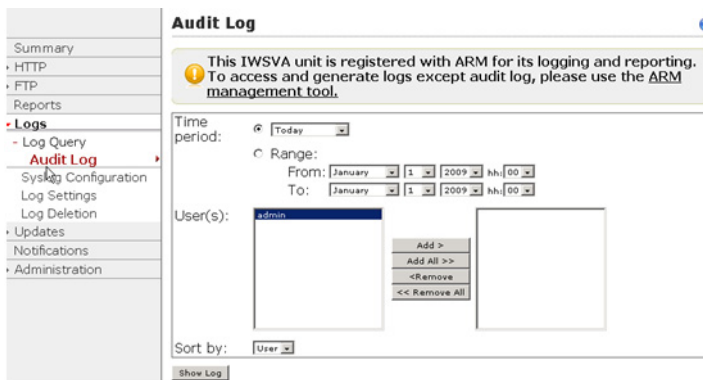 Audit Log
Summary
HTTP
FTP
Reports
Logs
Log Query
Audit Log
Syslog Configuration
Log Settings
Log Deletion
Updates
Notifications
Administration
This IWSVA unit is registered with ARM for its logging and reporting.
To access and generate logs except audit log, please use the ARM
management tool.
Time period:
Today
Range:
From: January 1 2009 hh: 00
To: January 1 2009 hh: 00
User(s):
admin
Add >
Add All >>
<Remove
<< Remove All
Sort by: User
Show Log